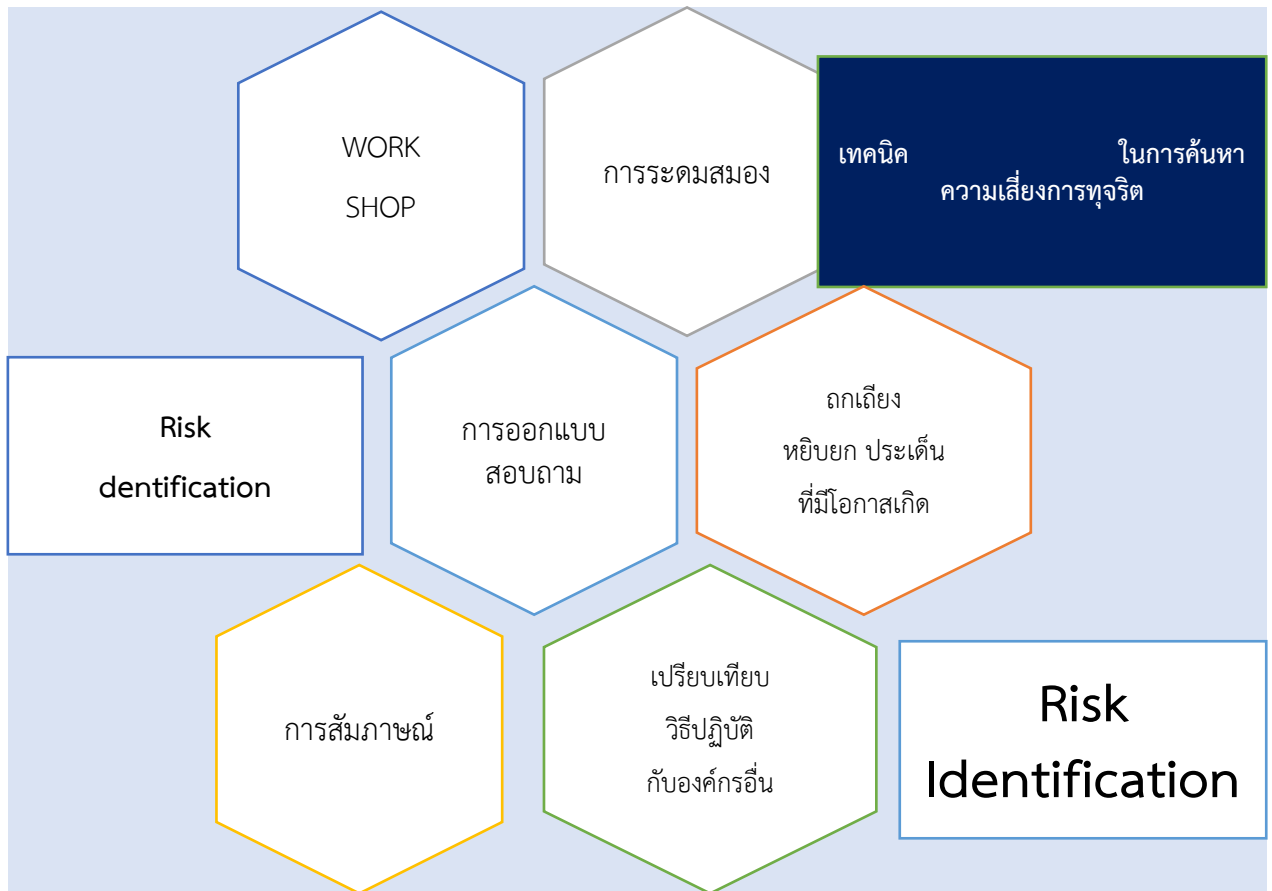 WORK
SHOP
การระดมสมอง
เทคนิค ในการค้นหา
ความเสี่ยงการทุจริต
Risk
dentification
การออกแบบ
สอบถาม
ถกเถียง
หยิบยก ประเด็น
ที่มีโอกาสเกิด
การสัมภาษณ์
เปรียบเทียบ
วิธีปฏิบัติ
กับองค์กรอื่น
Risk
Identification